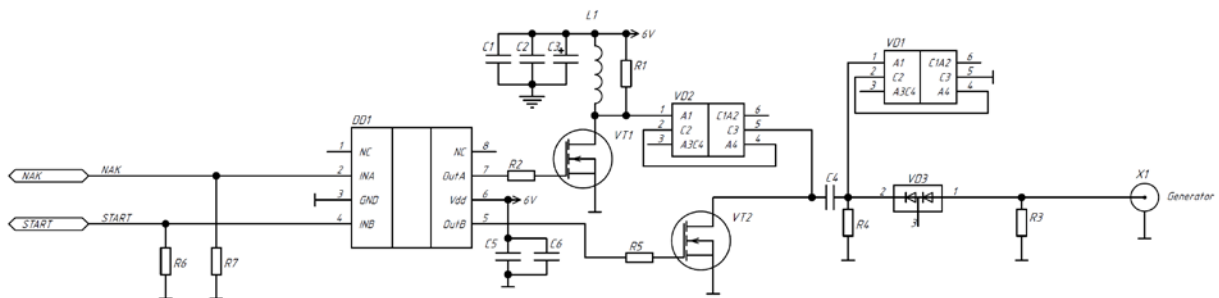 L1
6V
C1
C2
C3
+
R1
VD1
1 A1 C1A2 6
2 C2 C3 5
3 A3C4 A4 4
VD2
1 A1 C1A2 6
2 C2 C3 5
3 A3C4 A4 4
VT1
DD1
1 NC NC 8
2 INA OutA 7
3 GND Vdd 6
4 INB OutB 5
R2
NAK NAK
START START
6V
C5
C6
R6
R7
R5
VT2
C4
R4
2 VD3 1
3
R3
X1
Generator